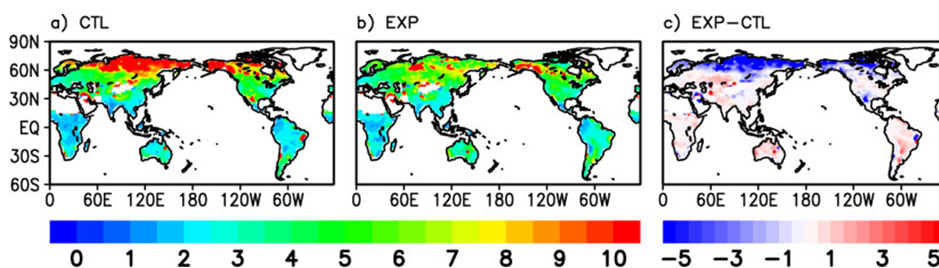 a) CTL
b) EXP
c) EXP−CTL
90N
60N
30N
EQ
30S
60S
0 60E 120E 180 120W 60W
0 60E 120E 180 120W 60W
0 60E 120E 180 120W 60W 0
0 1 2 3 4 5 6 7 8 9 10
−5 −3 −1 1 3 5